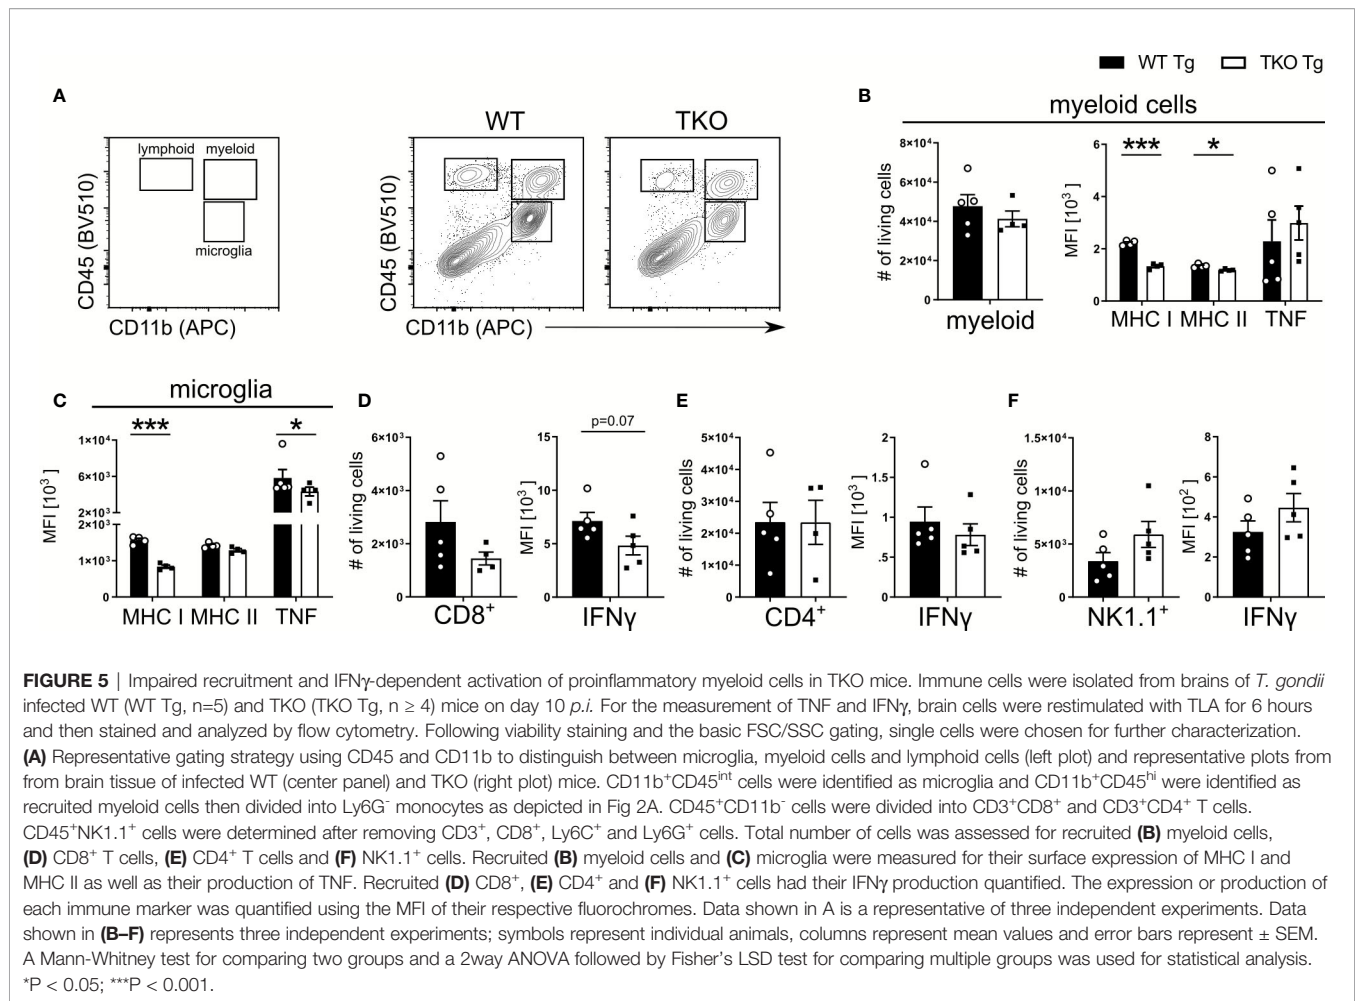 WT Tg TKO Tg
A
WT TKO
lymphoid myeloid
microglia
CD45 (BV510)
CD11b (APC)
CD45 (BV510)
CD11b (APC)
B
myeloid cells
# of living cells
8×10⁴
6×10⁴
4×10⁴
2×10⁴
0
myeloid
MFI [10³]
6
4
2
0
*** *
MHC I MHC II TNF
C
microglia
MFI [10³]
1×10⁴
6×10³
2×10³
2×10³
1×10³
0
*** *
MHC I MHC II TNF
D
# of living cells
6×10³
4×10³
2×10³
0
CD8⁺
MFI [10³]
15
10
5
0
p=0.07
IFNγ
E
# of living cells
5×10⁴
4×10⁴
3×10⁴
2×10⁴
1×10⁴
0
CD4⁺
MFI [10³]
2
1.5
1
.5
0
IFNγ
F
# of living cells
1.5×10⁴
1×10⁴
5×10³
0
NK1.1⁺
MFI [10²]
8
6
4
2
0
IFNγ
FIGURE 5 | Impaired recruitment and IFNγ-dependent activation of proinflammatory myeloid cells in TKO mice. Immune cells were isolated from brains of T. gondii
infected WT (WT Tg, n=5) and TKO (TKO Tg, n ≥ 4) mice on day 10 p.i. For the measurement of TNF and IFNγ, brain cells were restimulated with TLA for 6 hours
and then stained and analyzed by flow cytometry. Following viability staining and the basic FSC/SSC gating, single cells were chosen for further characterization.
(A) Representative gating strategy using CD45 and CD11b to distinguish between microglia, myeloid cells and lymphoid cells (left plot) and representative plots from
from brain tissue of infected WT (center panel) and TKO (right plot) mice. CD11b⁺CD45ⁱⁿᵗ cells were identified as microglia and CD11b⁺CD45ʰⁱ were identified as
recruited myeloid cells then divided into Ly6G⁻ monocytes as depicted in Fig 2A. CD45⁺CD11b⁻ cells were divided into CD3⁺CD8⁺ and CD3⁺CD4⁺ T cells.
CD45⁺NK1.1⁺ cells were determined after removing CD3⁺, CD8⁺, Ly6C⁺ and Ly6G⁺ cells. Total number of cells was assessed for recruited (B) myeloid cells,
(D) CD8⁺ T cells, (E) CD4⁺ T cells and (F) NK1.1⁺ cells. Recruited (B) myeloid cells and (C) microglia were measured for their surface expression of MHC I and
MHC II as well as their production of TNF. Recruited (D) CD8⁺, (E) CD4⁺ and (F) NK1.1⁺ cells had their IFNγ production quantified. The expression or production of
each immune marker was quantified using the MFI of their respective fluorochromes. Data shown in A is a representative of three independent experiments. Data
shown in (B–F) represents three independent experiments; symbols represent individual animals, columns represent mean values and error bars represent ± SEM.
A Mann-Whitney test for comparing two groups and a 2way ANOVA followed by Fisher's LSD test for comparing multiple groups was used for statistical analysis.
*P < 0.05; ***P < 0.001.